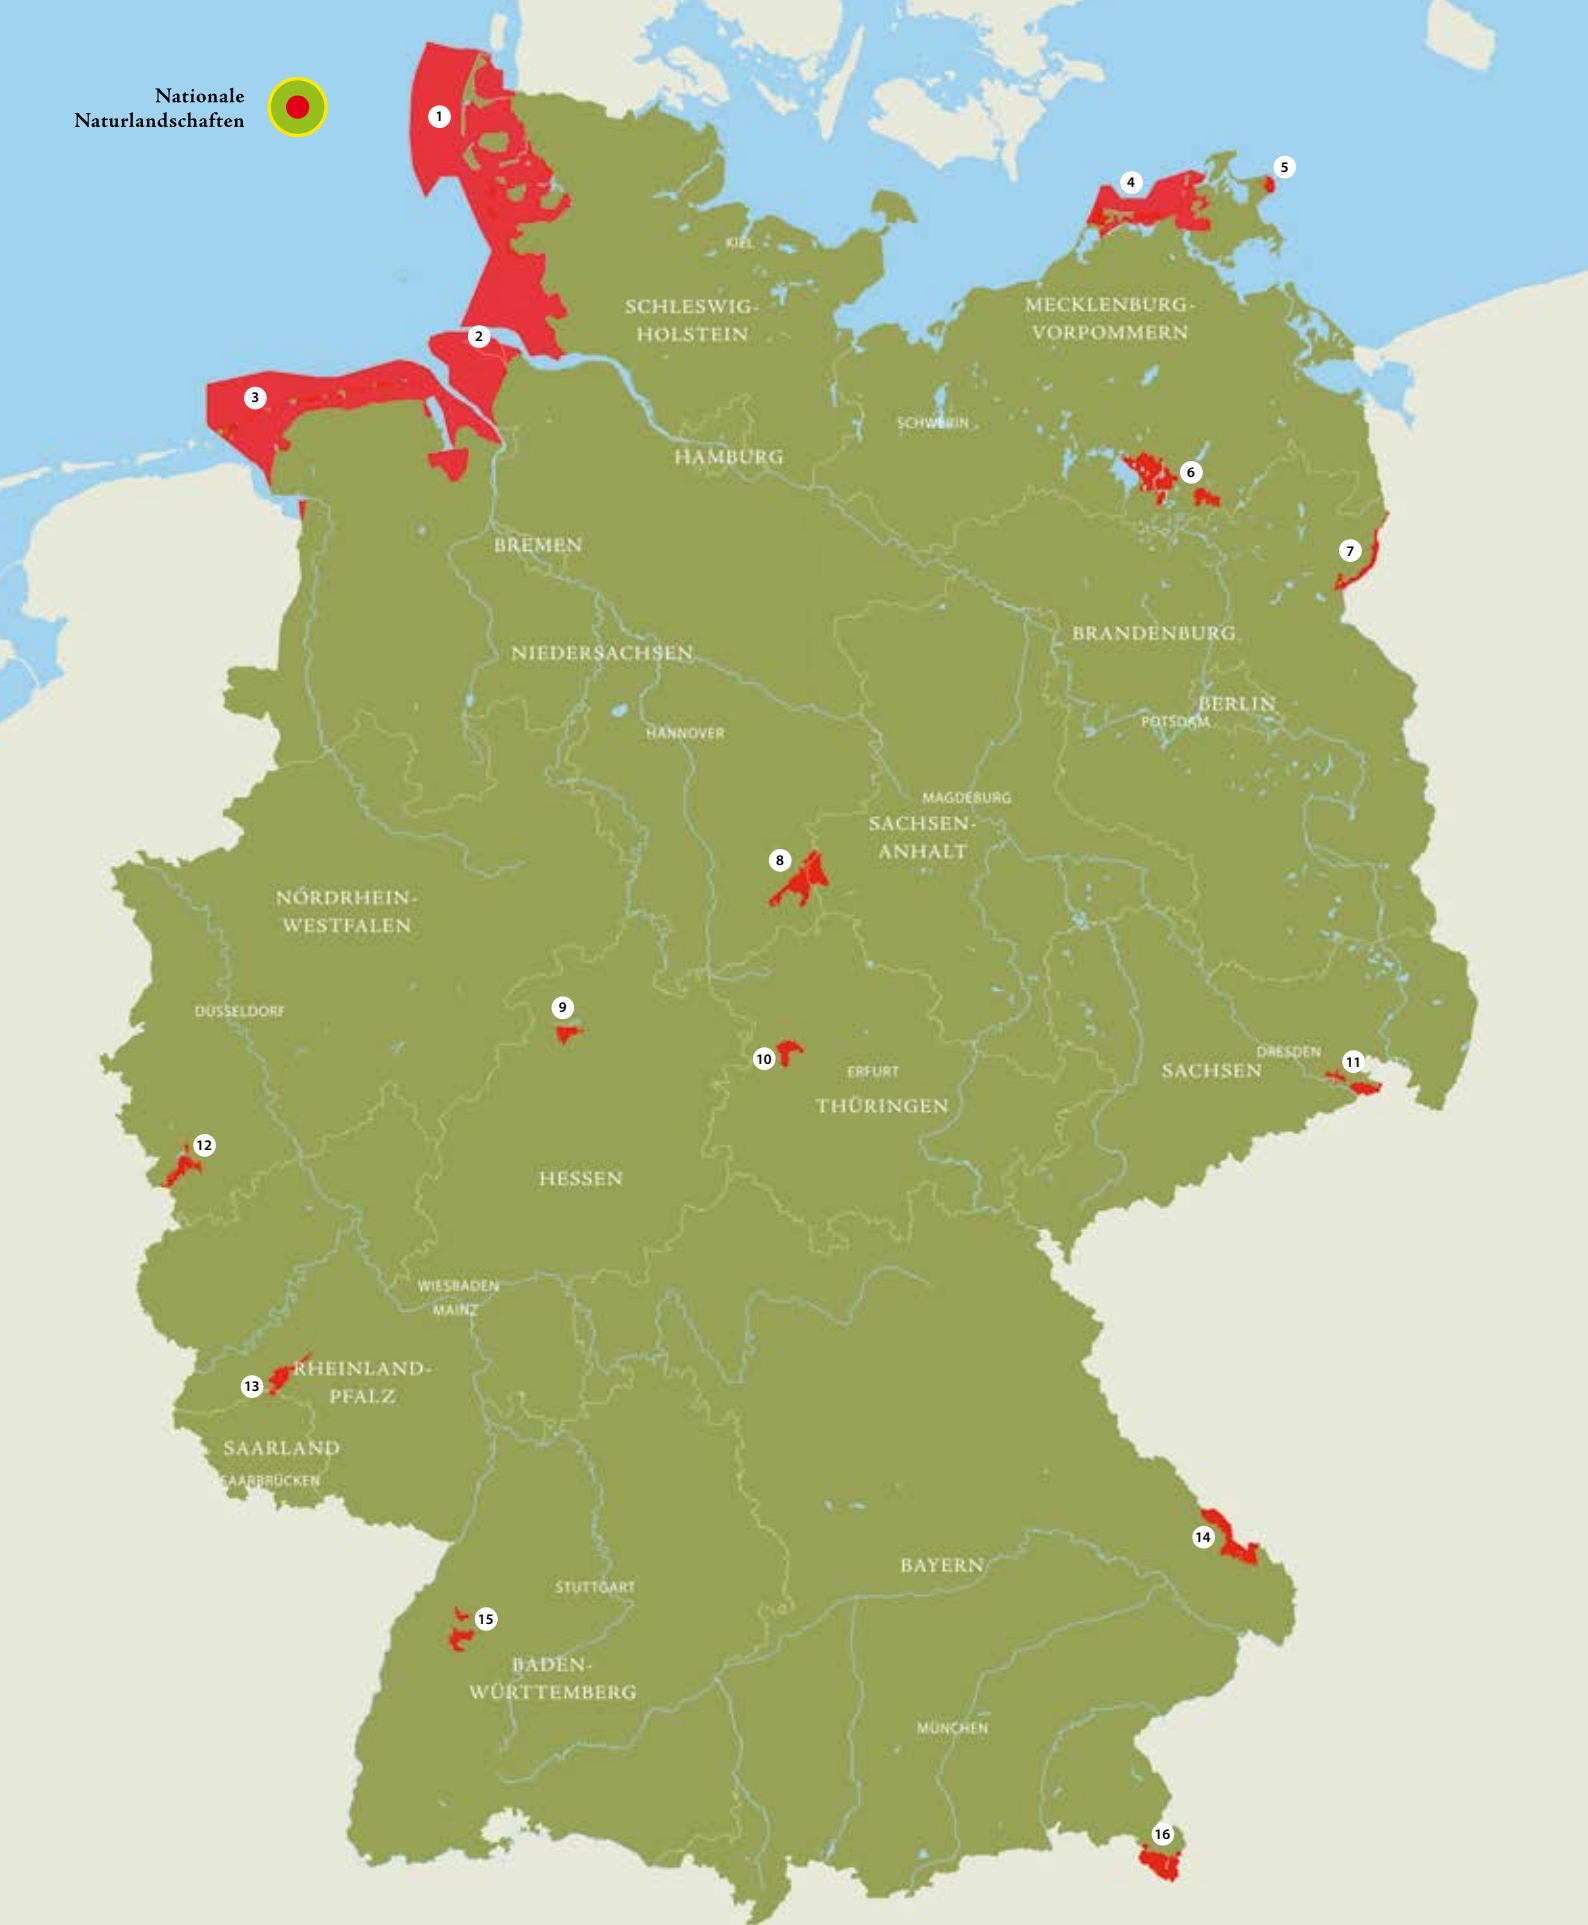 Nationale
Naturlandschaften
1
5
4
KIEL
SCHLESWIG-
HOLSTEIN
MECKLENBURG-
VORPOMMERN
2
3
SCHWERIN
HAMBURG
6
BREMEN
7
BRANDENBURG
NIEDERSACHSEN
BERLIN
POTSDAM
HANNOVER
MAGDEBURG
SACHSEN-
ANHALT
8
NÓRDRHEIN-
WESTFALEN
9
DÜSSELDORF
10
DRESDEN
11
ERFURT
SACHSEN
THÜRINGEN
12
HESSEN
WIESBADEN
MAINZ
13
RHEINLAND-
PFALZ
SAARLAND
SAARBRÜCKEN
14
BAYERN
STUTTGART
15
BADEN-
WÜRTTEMBERG
MÜNCHEN
16